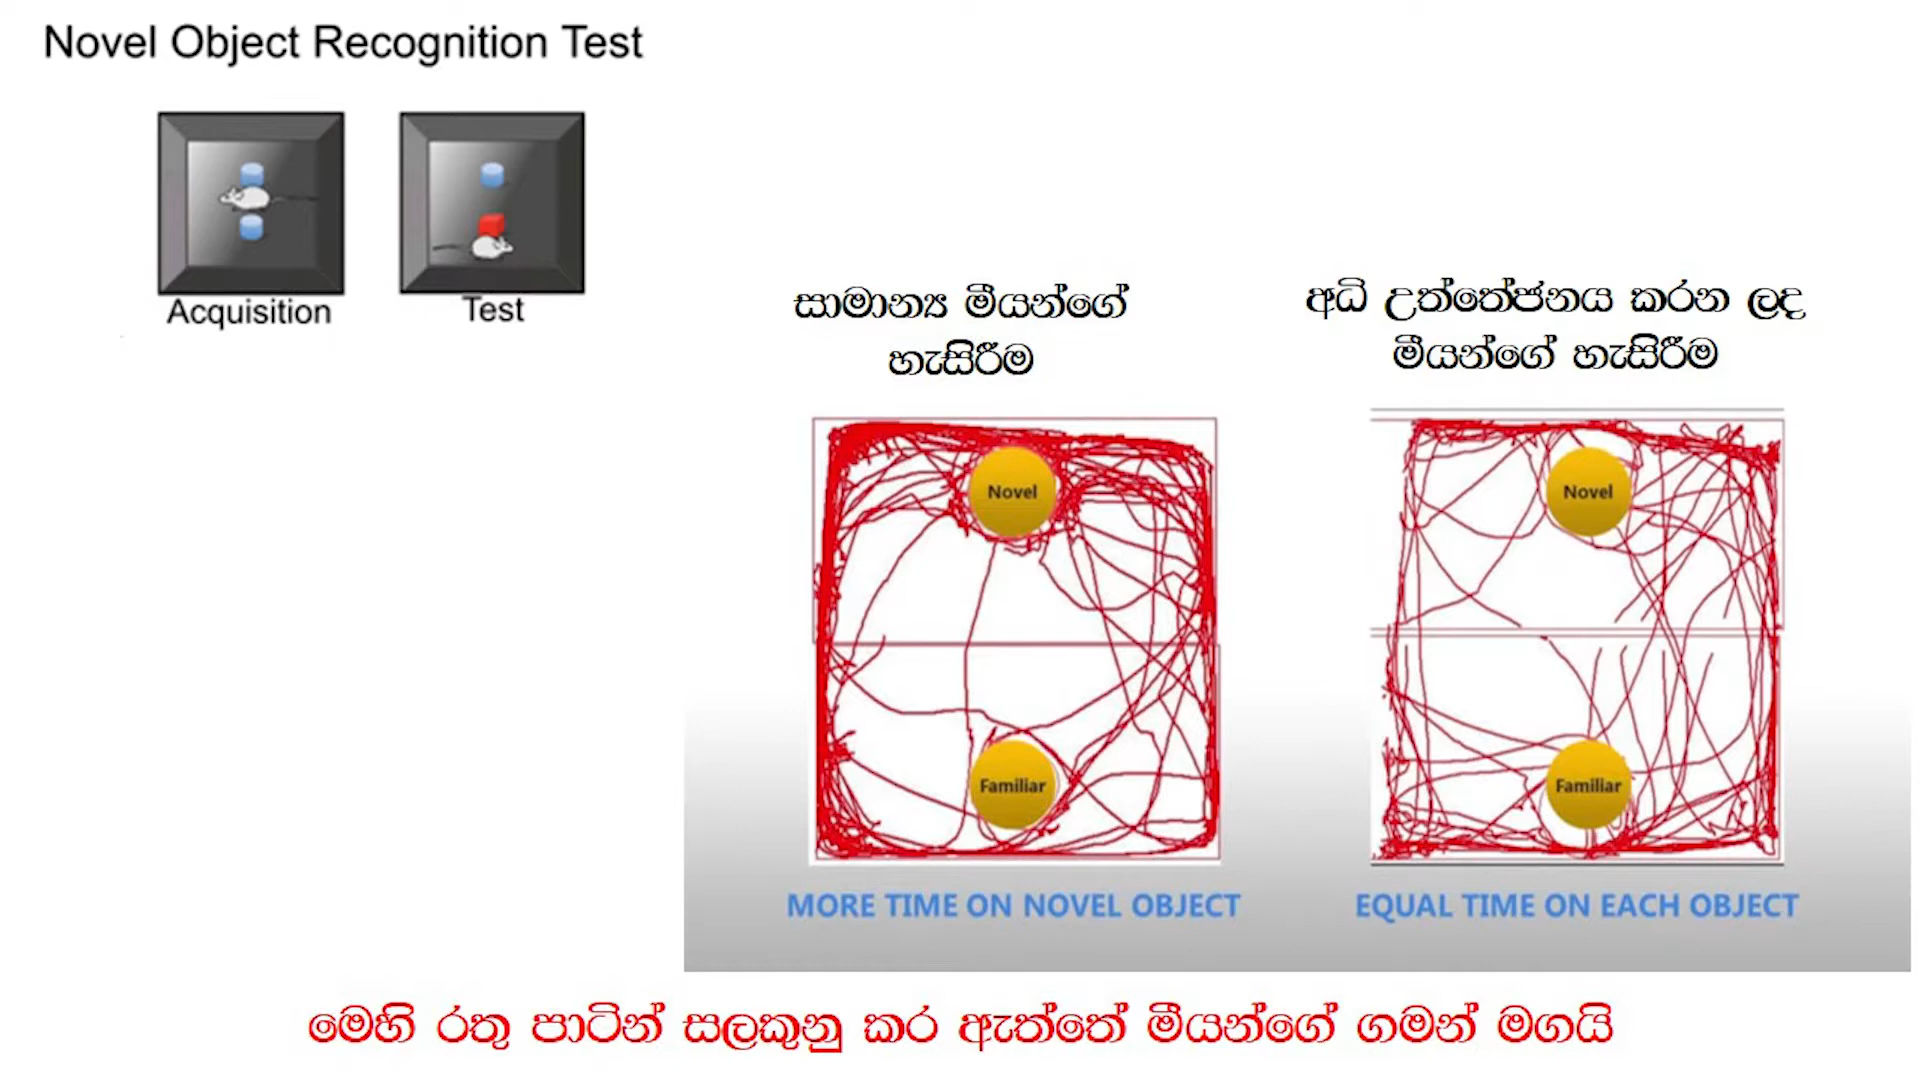 Novel Object Recognition Test
Acquisition
Test
සාමාන්‍ය මීයන්ගේ
හැසිරීම
අධි උත්තේජනය කරන ලද
මීයන්ගේ හැසිරීම
Novel
Novel
Familiar
Familiar
MORE TIME ON NOVEL OBJECT
EQUAL TIME ON EACH OBJECT
මෙහි රතු පාටින් සලකුනු කර ඇත්තේ මීයන්ගේ ගමන් මගයි